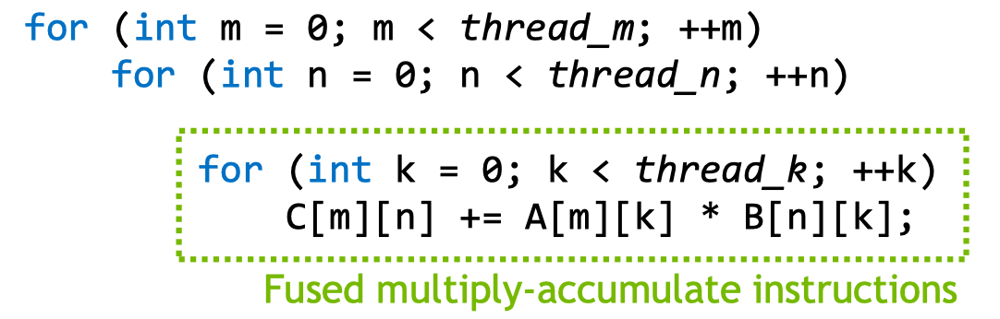 for (int m = 0; m < thread_m; ++m)
for (int n = 0; n < thread_n; ++n)
for (int k = 0; k < thread_k; ++k)
C[m][n] += A[m][k] * B[n][k];
Fused multiply-accumulate instructions